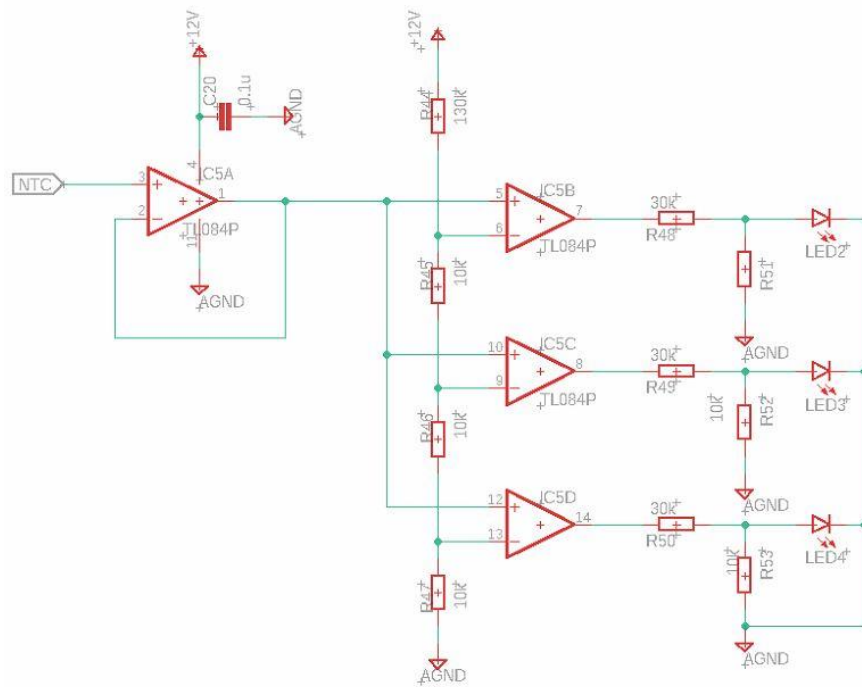 +12V
+12V
C20
0.1u
AGND
R44
130k
NTC
3
2
4
11
1
IC5A
TL084P
AGND
5
6
7
IC5B
TL084P
30k
R48
R51
LED2
AGND
R45
10k
10
9
8
IC5C
TL084P
30k
R49
10k
R52
LED3
AGND
R46
10k
12
13
14
IC5D
TL084P
30k
R50
10k
R53
LED4
AGND
R47
10k
AGND